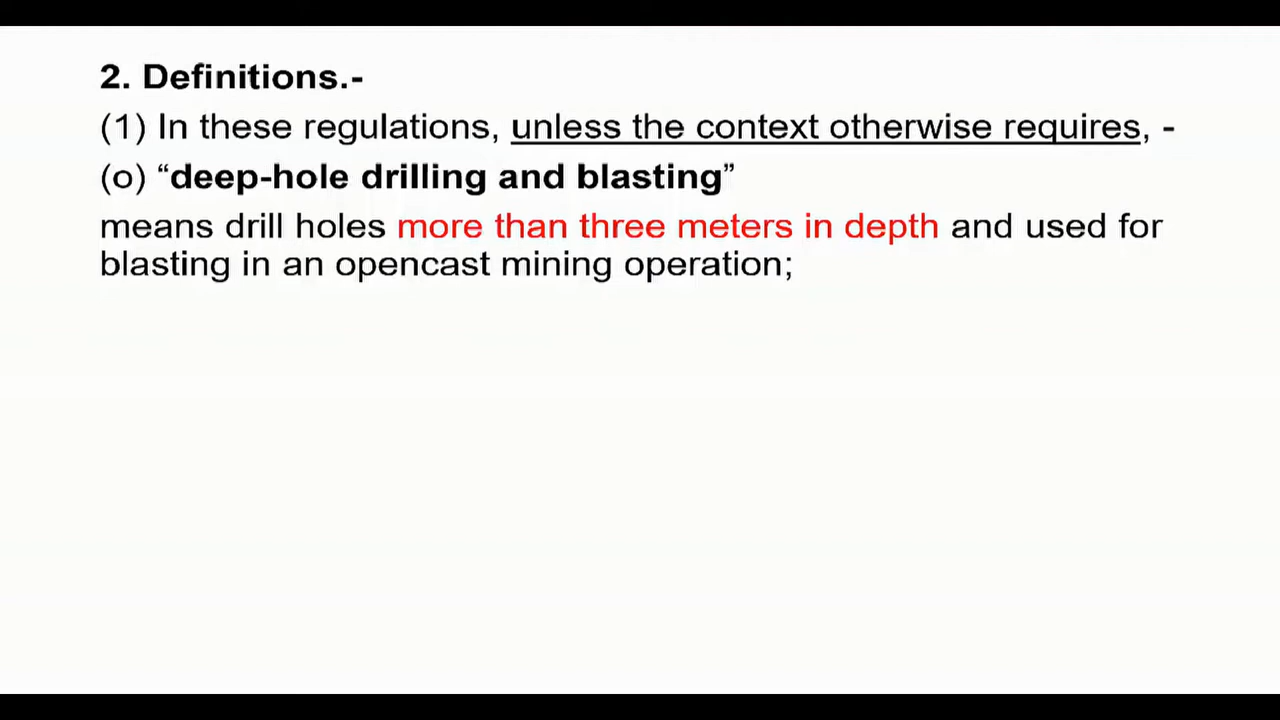 2. Definitions.-
(1) In these regulations, unless the context otherwise requires, -
(o) “deep-hole drilling and blasting”
means drill holes more than three meters in depth and used for
blasting in an opencast mining operation;